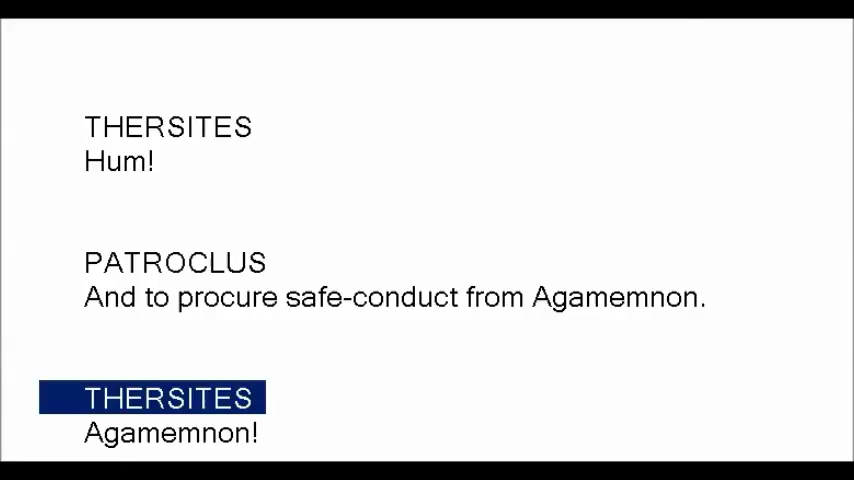 THERSITES
Hum!
PATROCLUS
And to procure safe-conduct from Agamemnon.
THERSITES
Agamemnon!